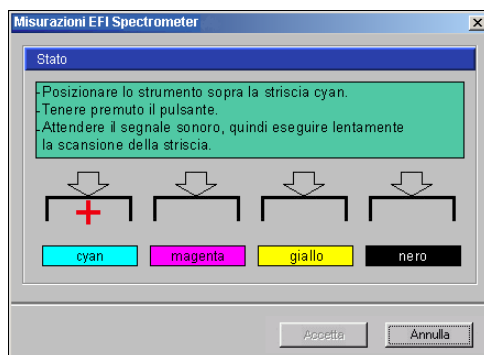 Misurazioni EFI Spectrometer
Stato
-Posizionare lo strumento sopra la striscia cyan.
-Tenere premuto il pulsante.
-Attendere il segnale sonoro, quindi eseguire lentamente
la scansione della striscia.
cyan magenta giallo nero
Accetta Annulla